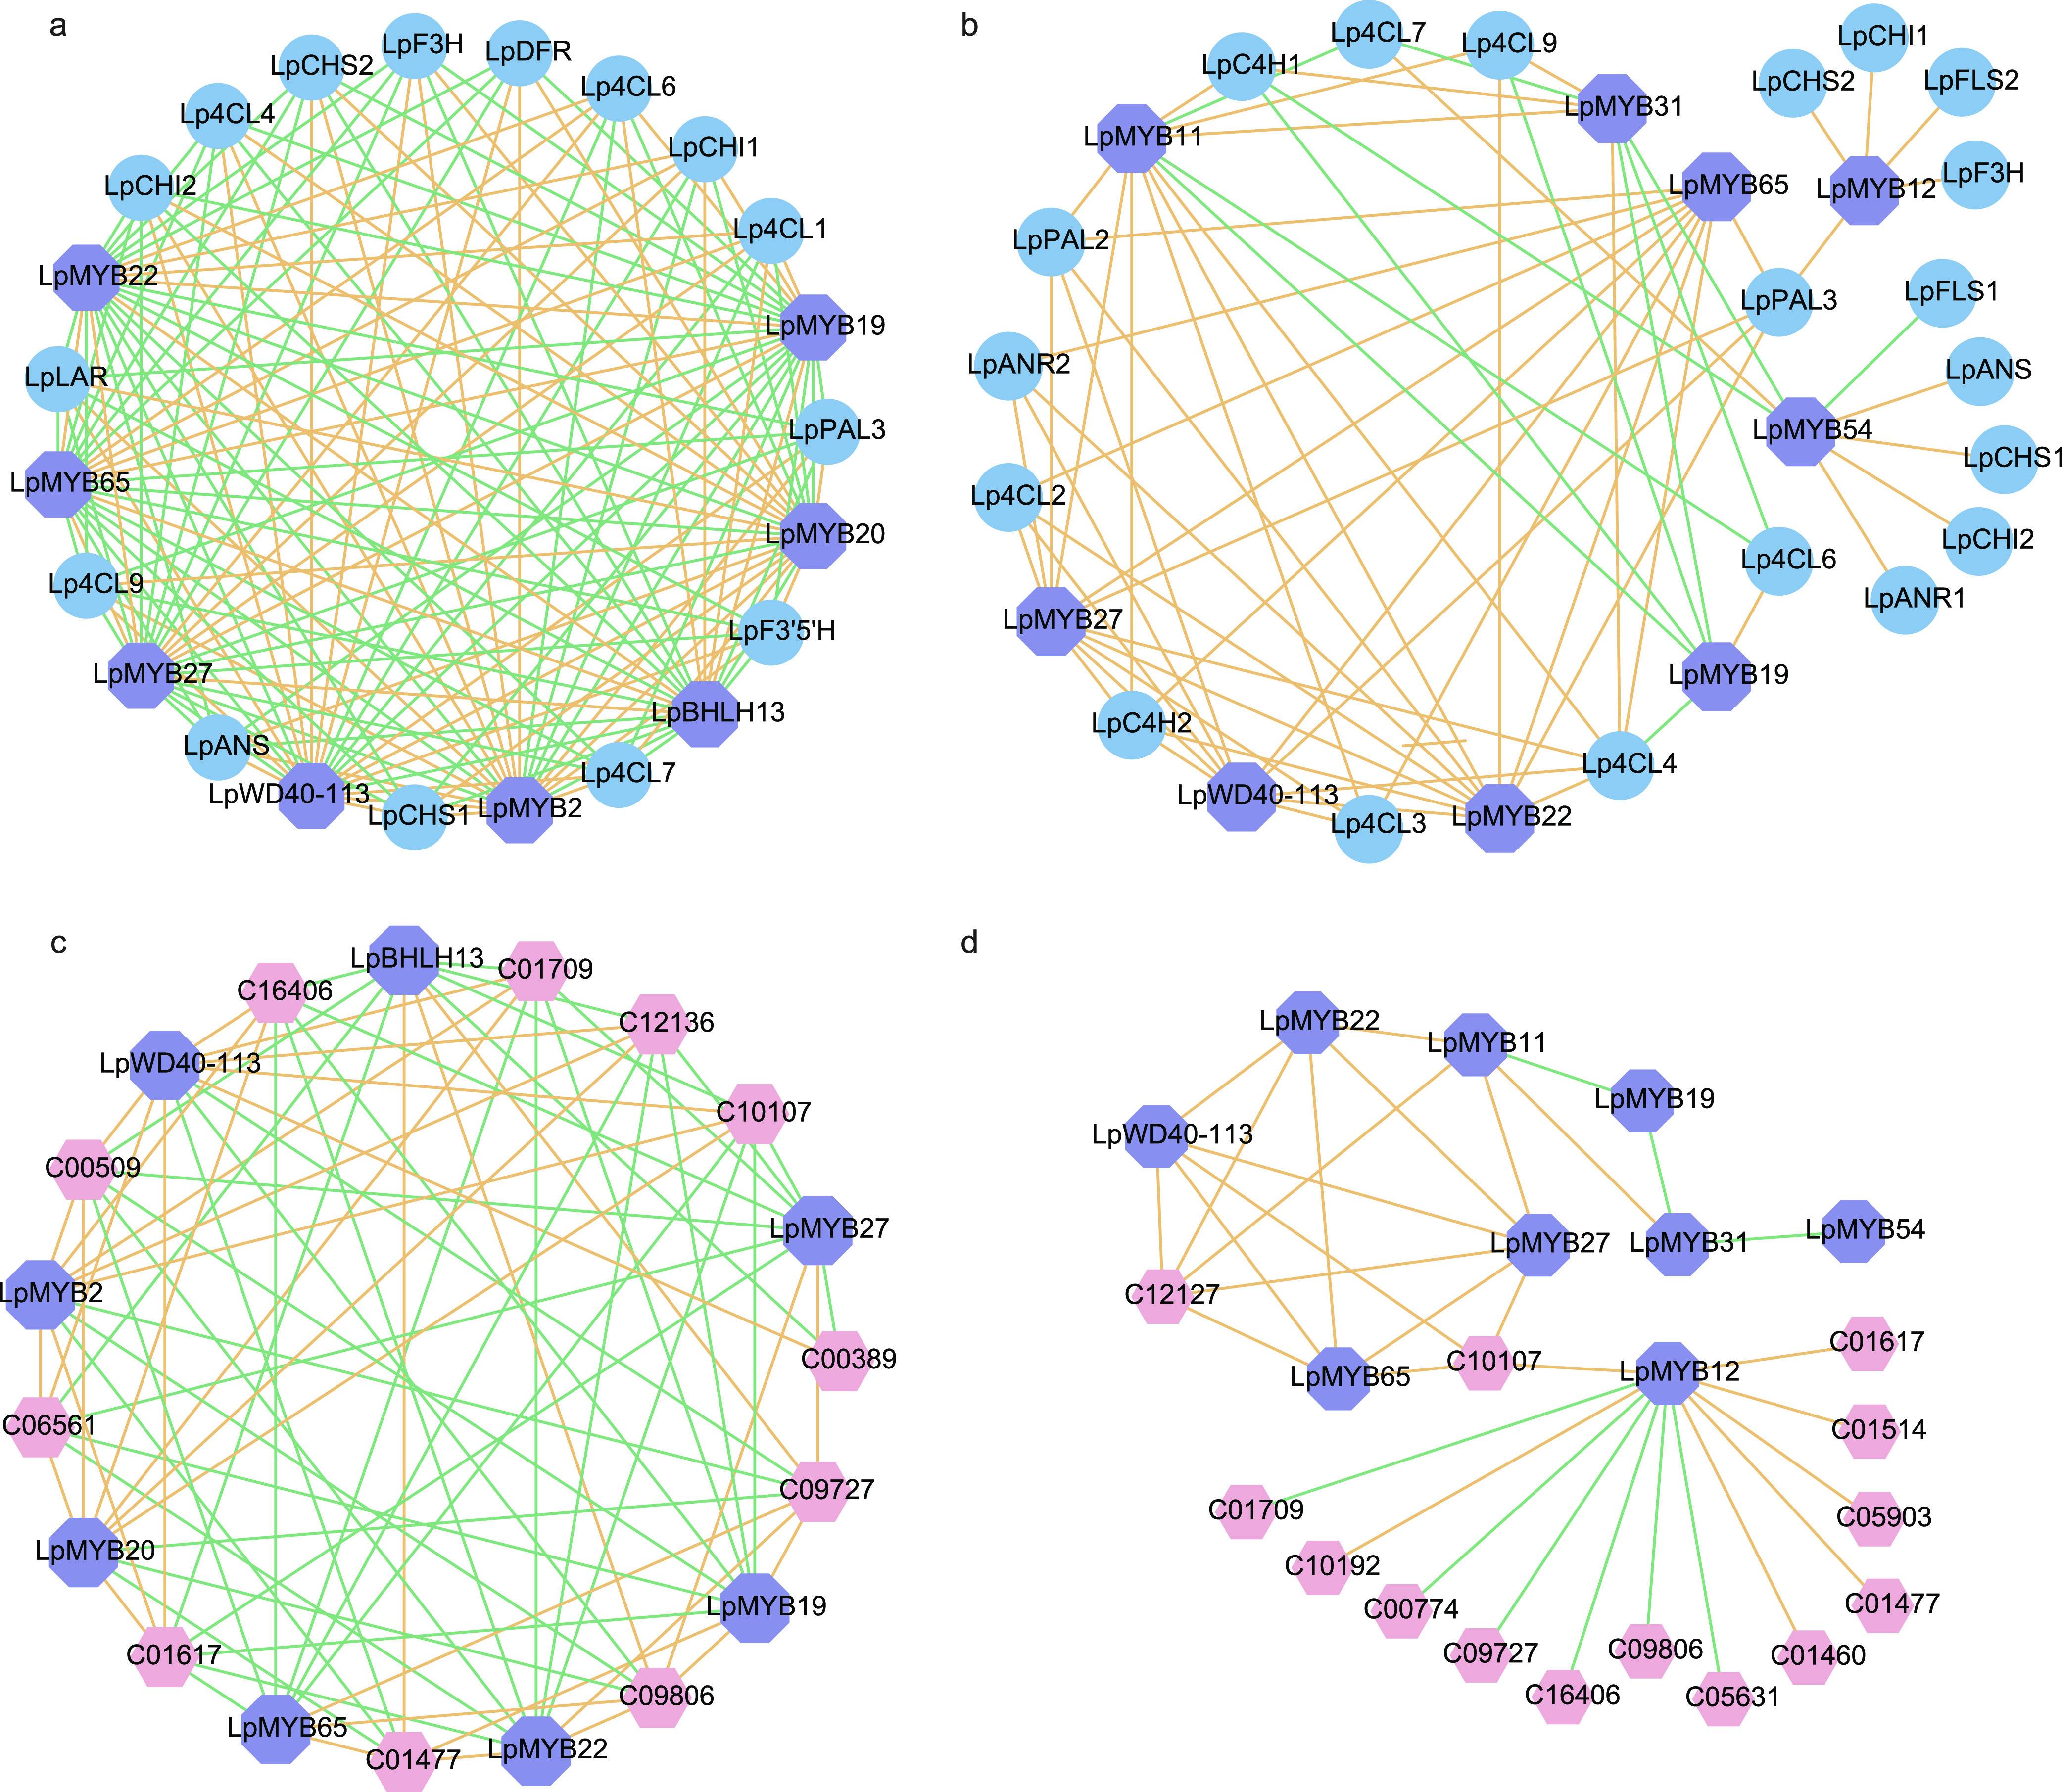 a
LpF3H
LpDFR
LpCHS2
Lp4CL6
Lp4CL4
LpCHI1
LpCHI2
Lp4CL1
LpMYB22
LpMYB19
LpLAR
LpPAL3
LpMYB65
LpMYB20
Lp4CL9
LpF3'5'H
LpMYB27
LpBHLH13
LpANS
Lp4CL7
LpWD40-113
LpCHS1
LpMYB2
b
Lp4CL7
Lp4CL9
LpCHI1
LpC4H1
LpCHS2
LpFLS2
LpMYB31
LpMYB11
LpF3H
LpMYB65
LpMYB12
LpPAL2
LpPAL3
LpFLS1
LpANR2
LpANS
LpMYB54
LpCHS1
Lp4CL2
LpCHI2
Lp4CL6
LpANR1
LpMYB27
LpMYB19
LpC4H2
Lp4CL4
LpWD40-113
Lp4CL3
LpMYB22
c
LpBHLH13
C01709
C16406
C12136
LpWD40-113
C10107
C00509
LpMYB27
LpMYB2
C00389
C06561
C09727
LpMYB20
LpMYB19
C01617
C09806
LpMYB65
C01477
LpMYB22
d
LpMYB22
LpMYB11
LpMYB19
LpWD40-113
LpMYB27
LpMYB31
LpMYB54
C12127
C01617
LpMYB65
C10107
LpMYB12
C01514
C01709
C05903
C10192
C00774
C01477
C09727
C09806
C01460
C16406
C05631